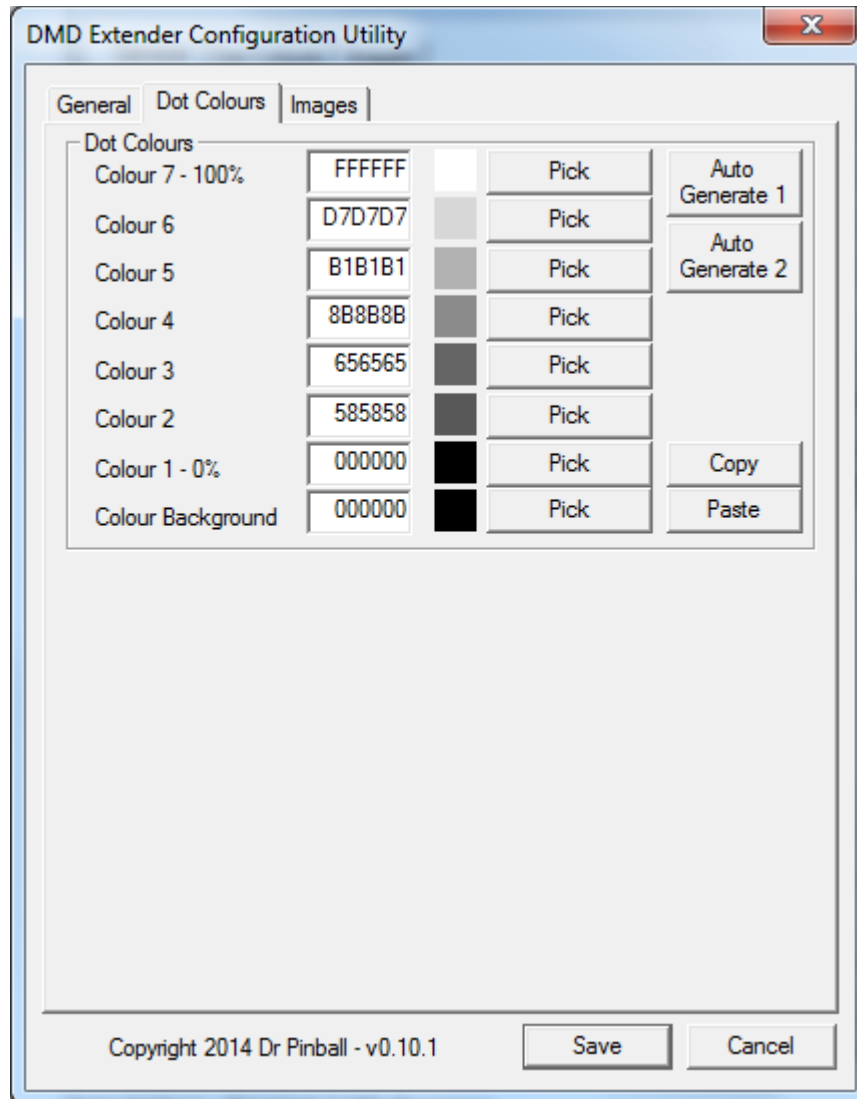 DMD Extender Configuration Utility
General Dot Colours Images
Dot Colours
Colour 7 - 100% FFFFFF Pick Auto Generate 1
Colour 6 D7D7D7 Pick Auto Generate 2
Colour 5 B1B1B1 Pick
Colour 4 8B8B8B Pick
Colour 3 656565 Pick
Colour 2 585858 Pick
Colour 1 - 0% 000000 Pick Copy
Colour Background 000000 Pick Paste
Copyright 2014 Dr Pinball - v0.10.1 Save Cancel